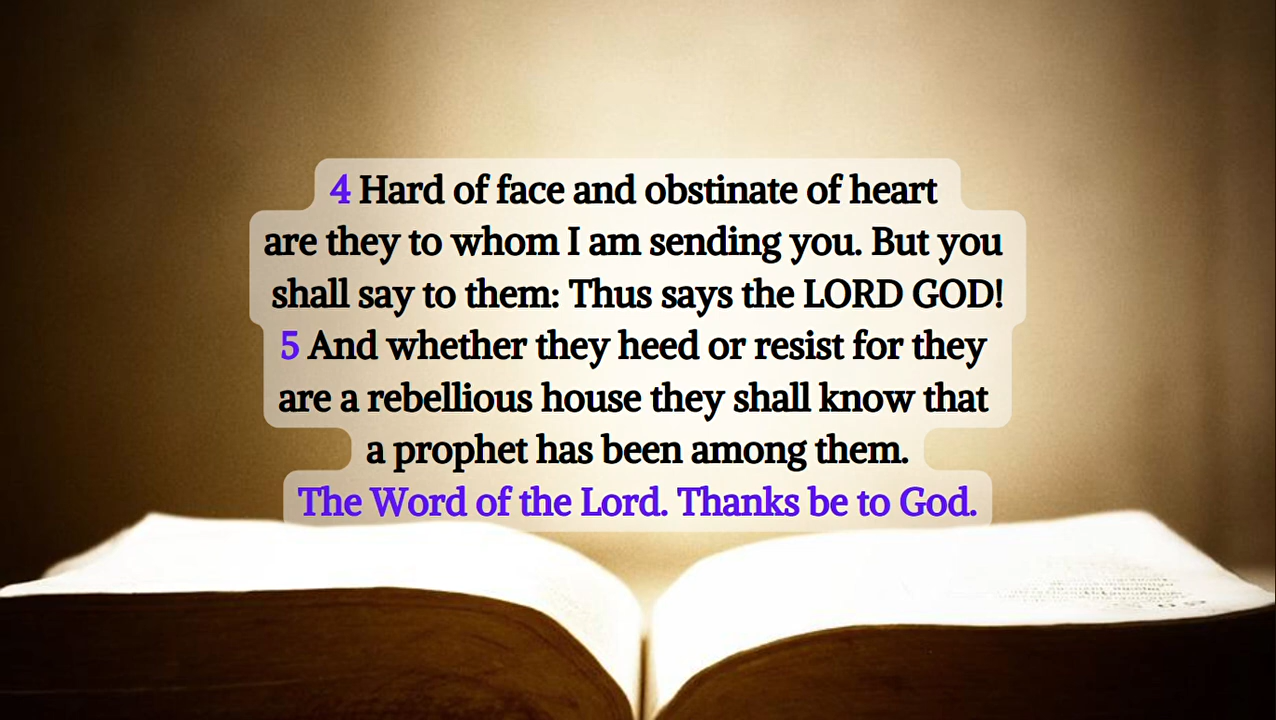 4 Hard of face and obstinate of heart
are they to whom I am sending you. But you
shall say to them: Thus says the LORD GOD!
5 And whether they heed or resist for they
are a rebellious house they shall know that
a prophet has been among them.
The Word of the Lord. Thanks be to God.